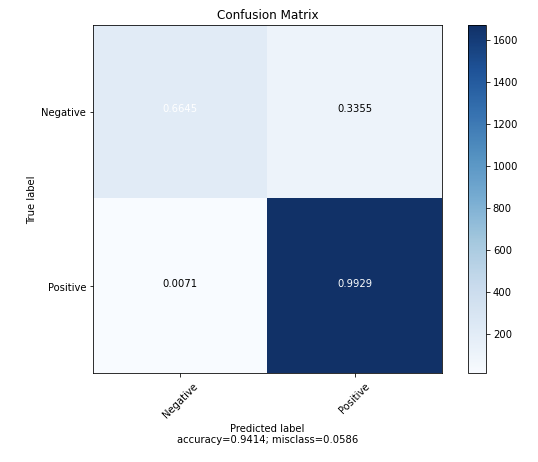 Confusion Matrix
True label
Negative
0.6645
0.3355
Positive
0.0071
0.9929
Negative
Positive
Predicted label
accuracy=0.9414; misclass=0.0586
1600
1400
1200
1000
800
600
400
200